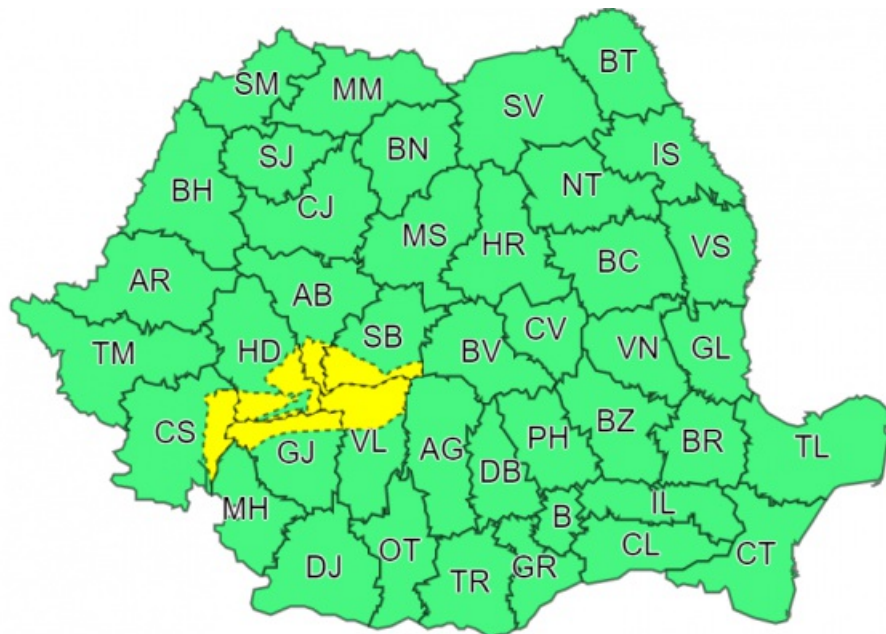 BT
SM
MM
SV
SJ
BN
IS
BH
CJ
NT
MS
HR
BC
VS
AR
AB
TM
HD
SB
BV
CV
VN
GL
CS
GJ
VL
AG
DB
PH
BZ
BR
TL
MH
B
IL
DJ
OT
TR
GR
CL
CT